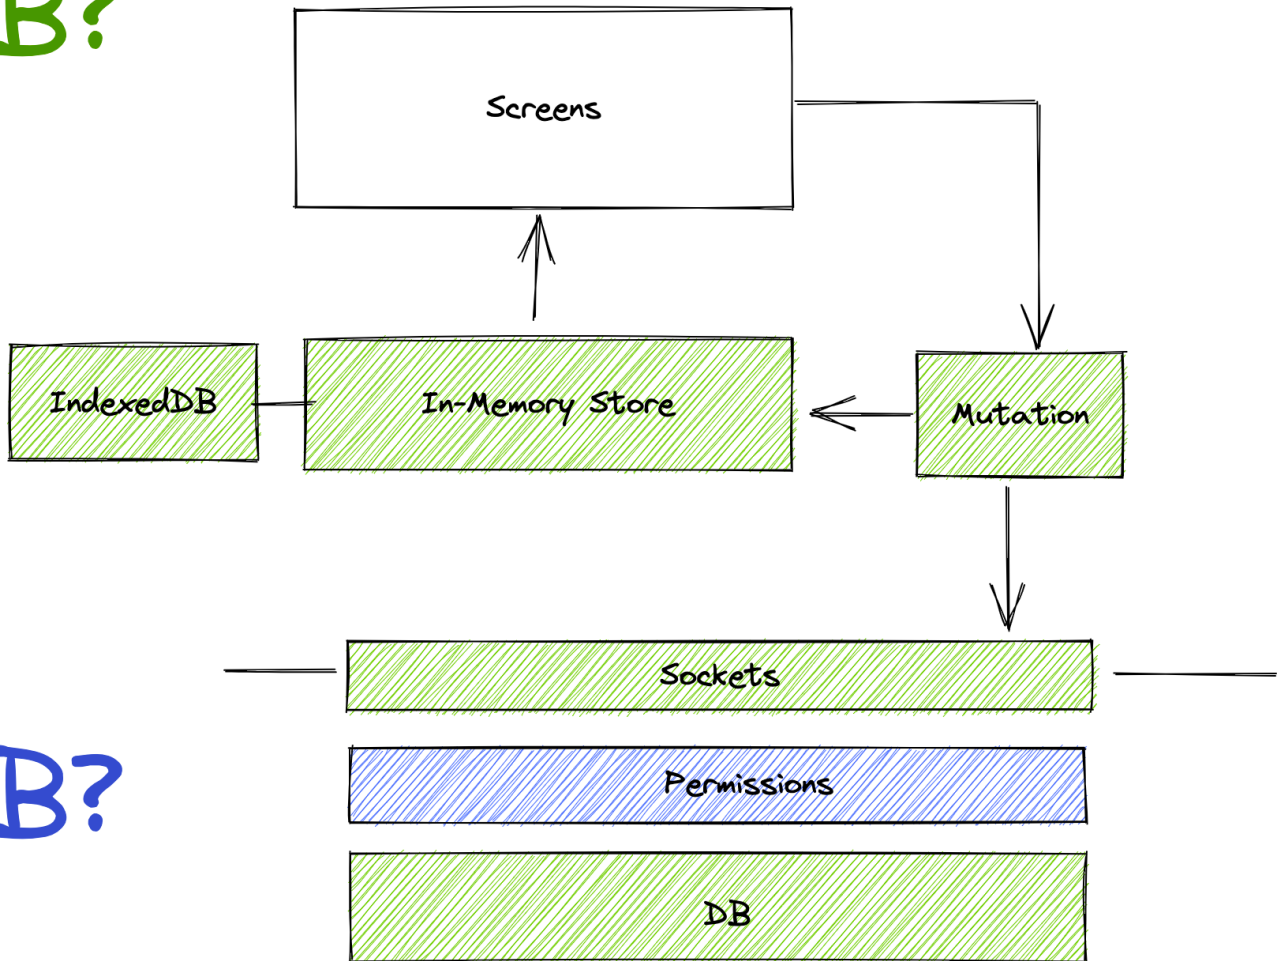 B?
Screens
IndexedDB
In-Memory Store
Mutation
Sockets
B?
Permissions
DB